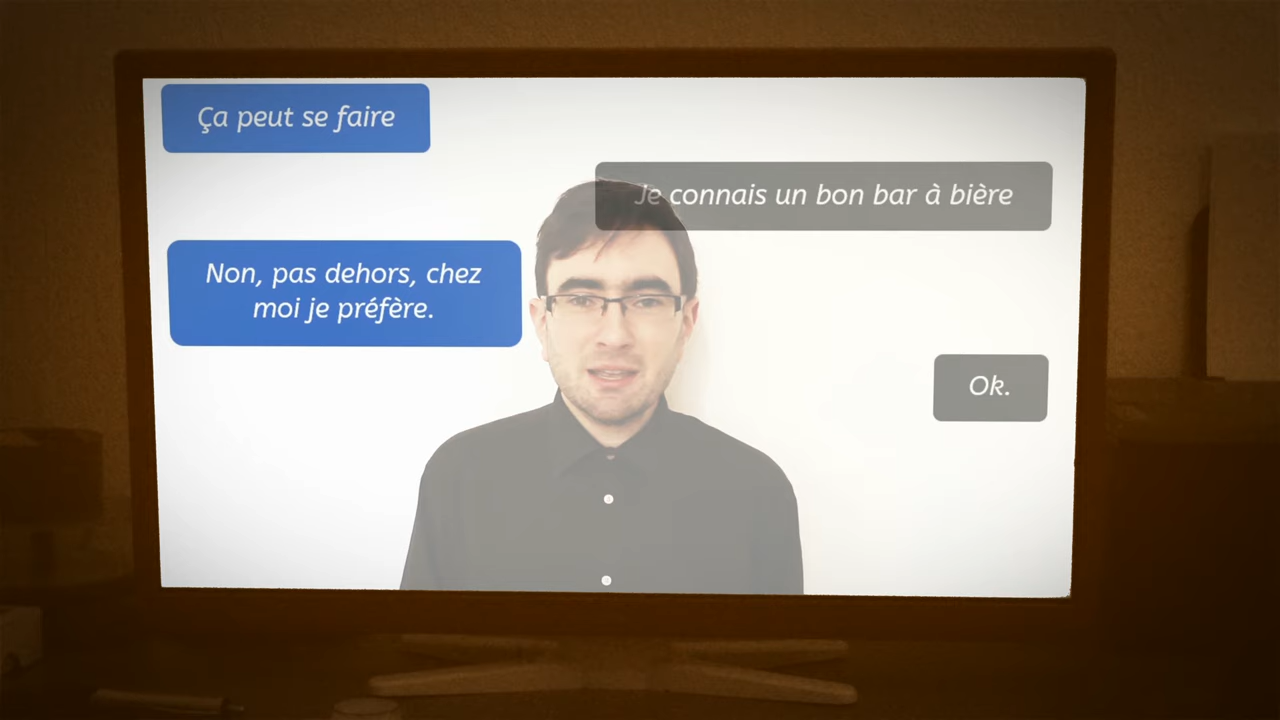 Ça peut se faire
Je connais un bon bar à bière
Non, pas dehors, chez
moi je préfère.
Ok.